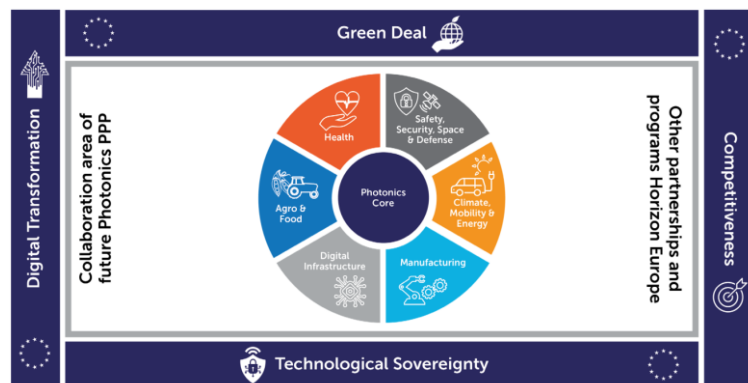 Green Deal
Digital Transformation
Collaboration area of
future Photonics PPP
Health
Safety,
Security, Space
& Defense
Agro &
Food
Photonics
Core
Climate,
Mobility &
Energy
Digital
Infrastructure
Manufacturing
Other partnerships and
programs Horizon Europe
Competitiveness
Technological Sovereignty